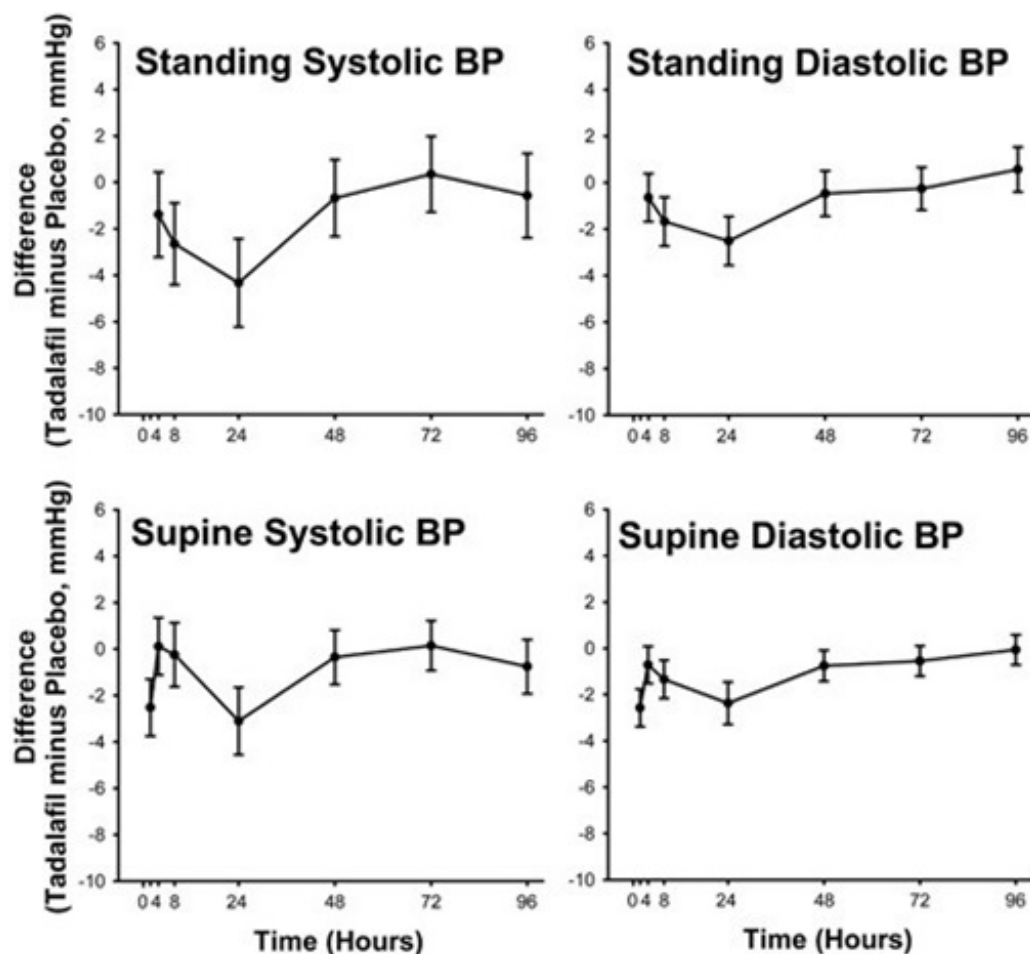 Standing Systolic BP
Difference
(Tadalafil minus Placebo, mmHg)
6
4
2
0
-2
-4
-6
-8
-10
0 4 8 24 48 72 96
Standing Diastolic BP
6
4
2
0
-2
-4
-6
-8
-10
0 4 8 24 48 72 96
Supine Systolic BP
Difference
(Tadalafil minus Placebo, mmHg)
6
4
2
0
-2
-4
-6
-8
-10
0 4 8 24 48 72 96
Time (Hours)
Supine Diastolic BP
6
4
2
0
-2
-4
-6
-8
-10
0 4 8 24 48 72 96
Time (Hours)